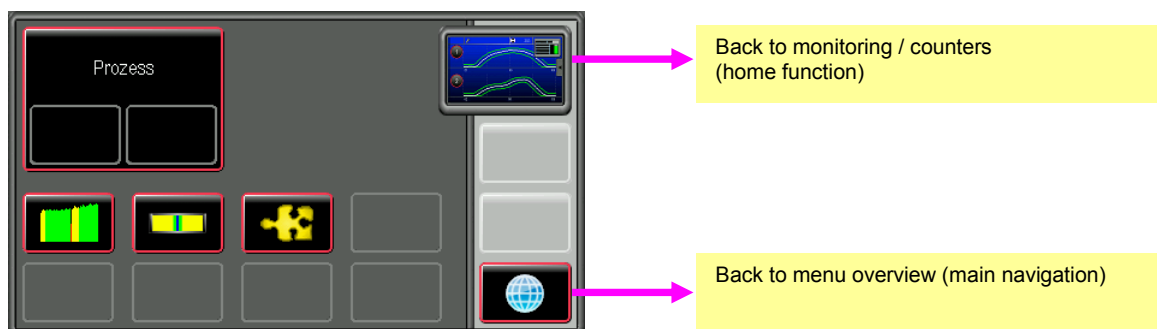 Prozess
Back to monitoring / counters
(home function)
Back to menu overview (main navigation)